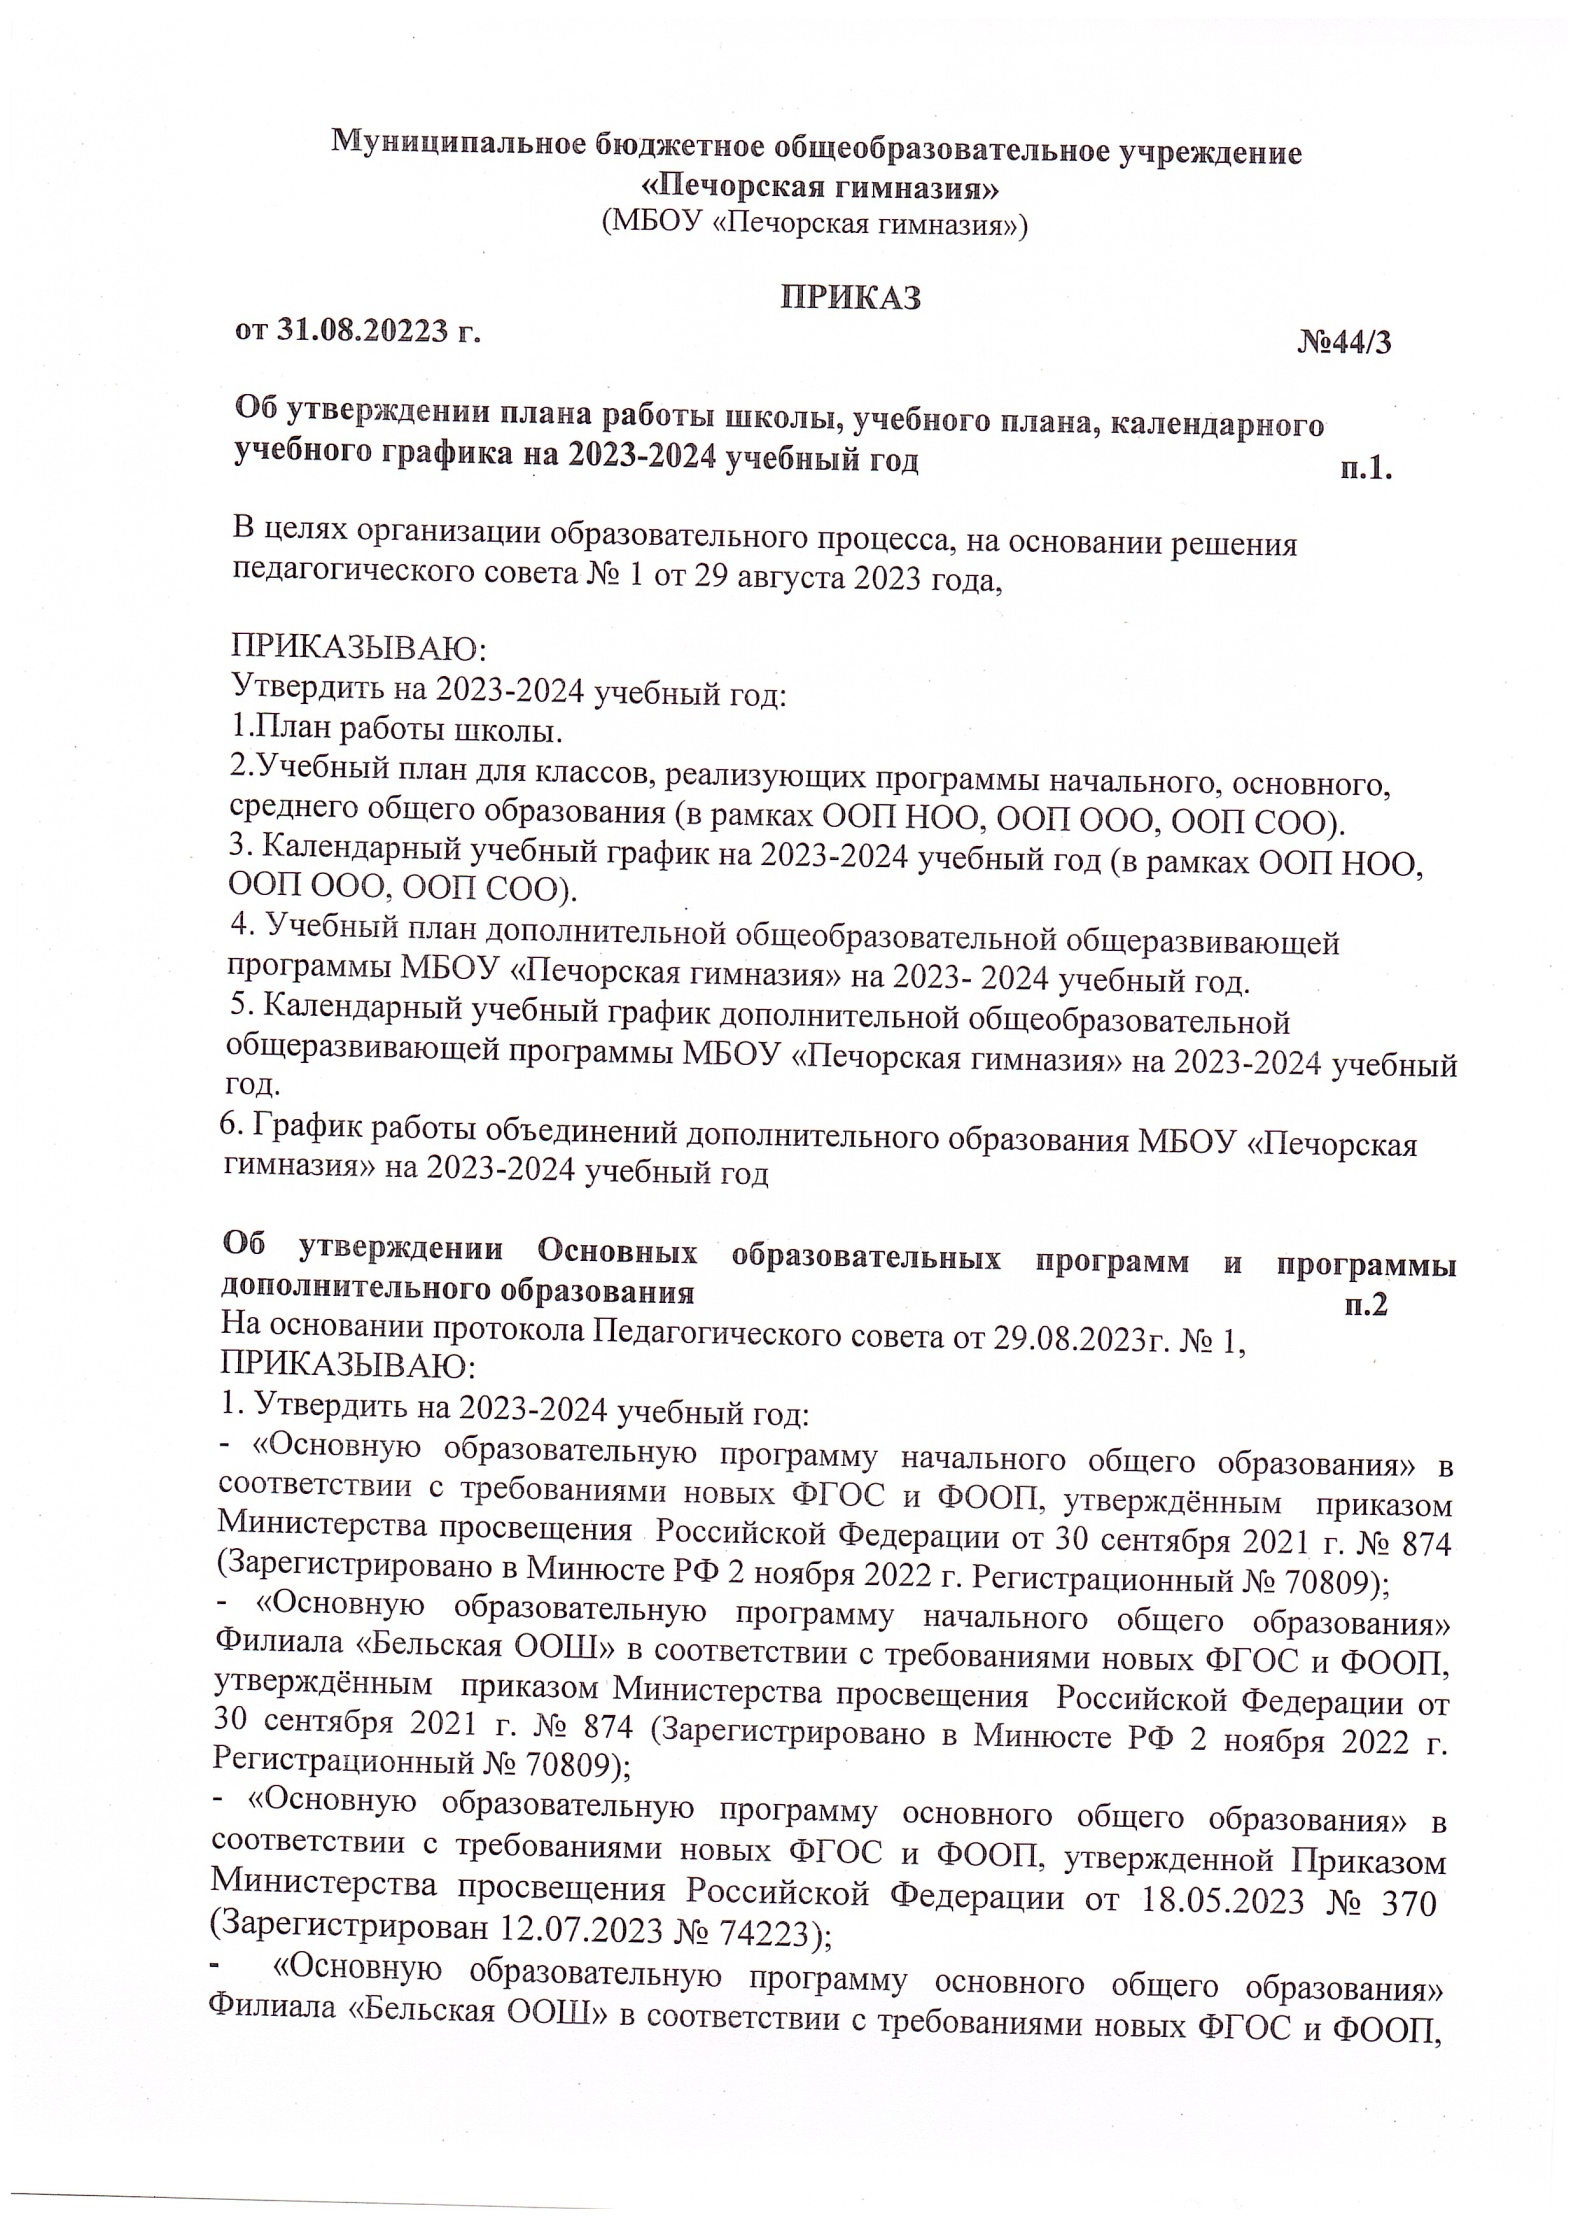 Муниципальное бюджетное общеобразовательное учреждение
«Печорская гимназия»
(МБОУ «Печорская гимназия»)
ПРИКАЗ
от 31.08.20223 г. №44/3
Об утверждении плана работы школы, учебного плана, календарного
учебного графика на 2023-2024 учебный год п.1.
В целях организации образовательного процесса, на основании решения
педагогического совета № 1 от 29 августа 2023 года,
ПРИКАЗЫВАЮ:
Утвердить на 2023-2024 учебный год:
1.План работы школы.
2.Учебный план для классов, реализующих программы начального, основного,
среднего общего образования (в рамках ООП НОО, ООП ООО, ООП СОО).
3. Календарный учебный график на 2023-2024 учебный год (в рамках ООП НОО,
ООП ООО, ООП СОО).
4. Учебный план дополнительной общеобразовательной общеразвивающей
программы МБОУ «Печорская гимназия» на 2023- 2024 учебный год.
5. Календарный учебный график дополнительной общеобразовательной
общеразвивающей программы МБОУ «Печорская гимназия» на 2023-2024 учебный
год.
6. График работы объединений дополнительного образования МБОУ «Печорская
гимназия» на 2023-2024 учебный год
Об утверждении Основных образовательных программ и программы
дополнительного образования п.2
На основании протокола Педагогического совета от 29.08.2023г. № 1,
ПРИКАЗЫВАЮ:
1. Утвердить на 2023-2024 учебный год:
- «Основную образовательную программу начального общего образования» в
соответствии с требованиями новых ФГОС и ФООП, утверждённым приказом
Министерства просвещения Российской Федерации от 30 сентября 2021 г. № 874
(Зарегистрировано в Минюсте РФ 2 ноября 2022 г. Регистрационный № 70809);
- «Основную образовательную программу начального общего образования»
Филиала «Бельская ООШ» в соответствии с требованиями новых ФГОС и ФООП,
утверждённым приказом Министерства просвещения Российской Федерации от
30 сентября 2021 г. № 874 (Зарегистрировано в Минюсте РФ 2 ноября 2022 г.
Регистрационный № 70809);
- «Основную образовательную программу основного общего образования» в
соответствии с требованиями новых ФГОС и ФООП, утвержденной Приказом
Министерства просвещения Российской Федерации от 18.05.2023 № 370
(Зарегистрирован 12.07.2023 № 74223);
- «Основную образовательную программу основного общего образования»
Филиала «Бельская ООШ» в соответствии с требованиями новых ФГОС и ФООП,